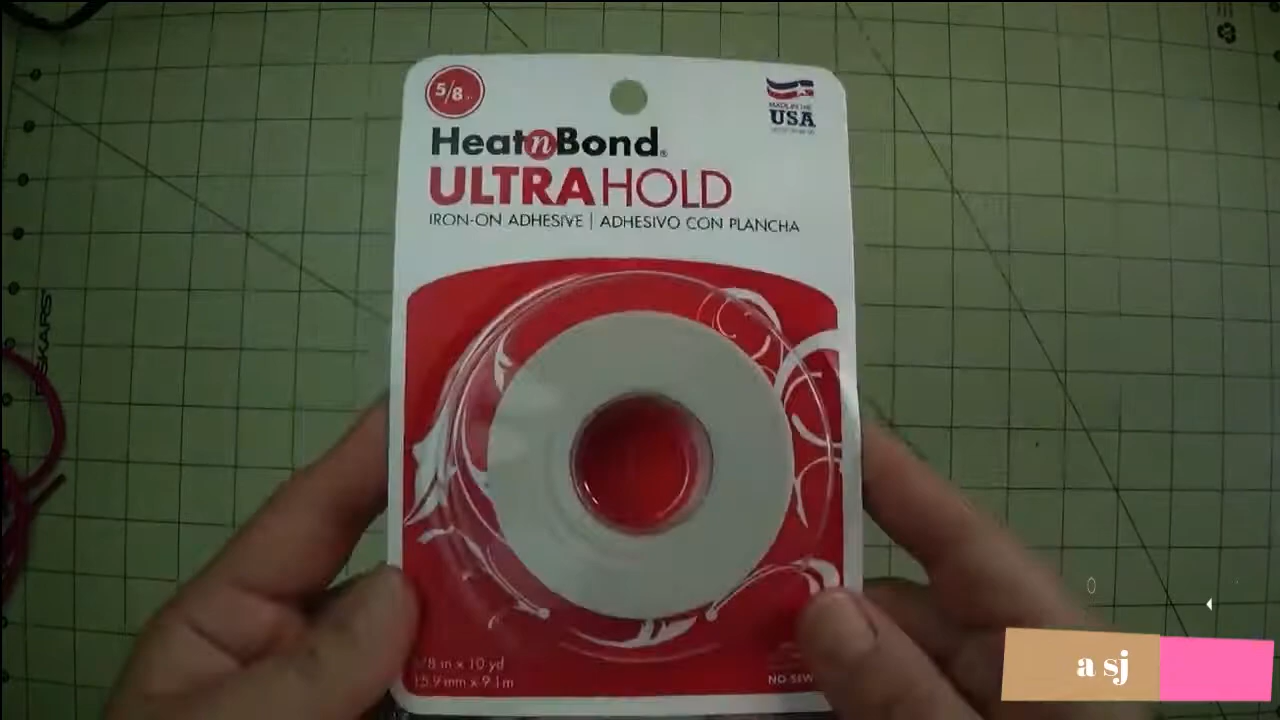 5/8
MADE IN THE
USA
HeatnBond®
ULTRAHOLD
IRON-ON ADHESIVE | ADHESIVO CON PLANCHA
FISKARS
5/8 in x 10 yd
15.9 mm x 9.1 m
NO SEW
a sj